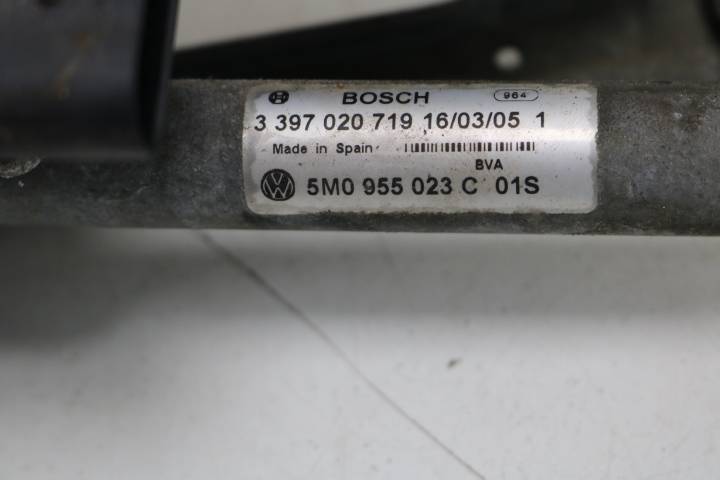 BOSCH 964
3 397 020 719 16/03/05 1
Made in Spain
BVA
5M0 955 023 C 01S